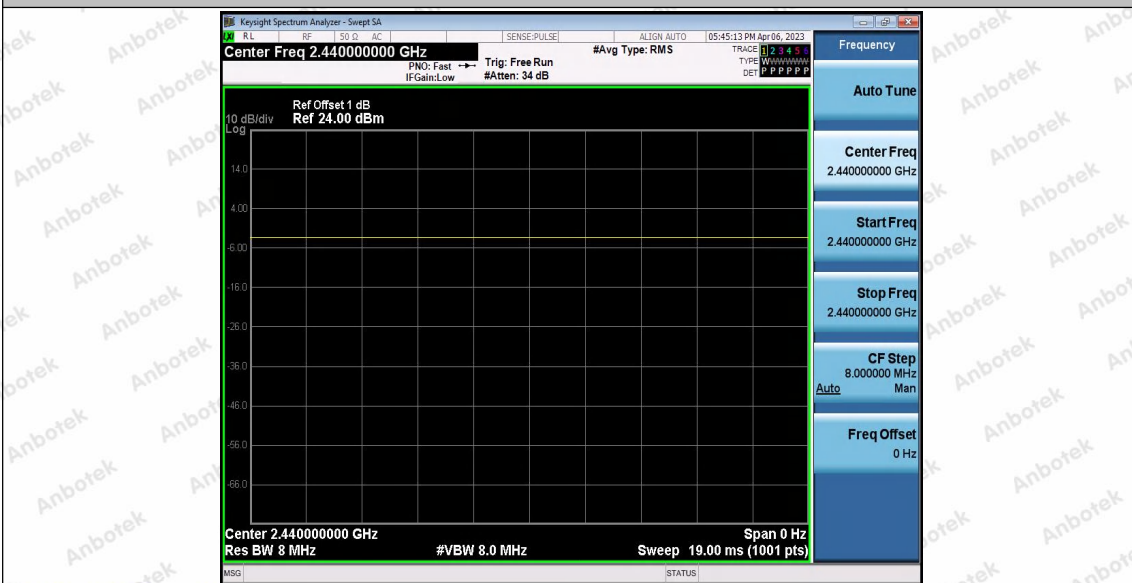 Keysight Spectrum Analyzer - Swept SA
LXI RL RF 50 Ω AC SENSE:PULSE ALIGN AUTO 05:45:13 PM Apr 06, 2023
Center Freq 2.440000000 GHz #Avg Type: RMS TRACE 1 2 3 4 5 6
PNO: Fast Trig: Free Run TYPE WWWWWW
IFGain:Low #Atten: 34 dB DET P P P P P P
Frequency
Auto Tune
Ref Offset 1 dB
10 dB/div Ref 24.00 dBm
Log
14.0
4.00
-6.00
-16.0
-26.0
-36.0
-46.0
-56.0
-66.0
Center Freq
2.440000000 GHz
Start Freq
2.440000000 GHz
Stop Freq
2.440000000 GHz
CF Step
8.000000 MHz
Auto Man
Freq Offset
0 Hz
Center 2.440000000 GHz Span 0 Hz
Res BW 8 MHz #VBW 8.0 MHz Sweep 19.00 ms (1001 pts)
MSG STATUS
Anbotek